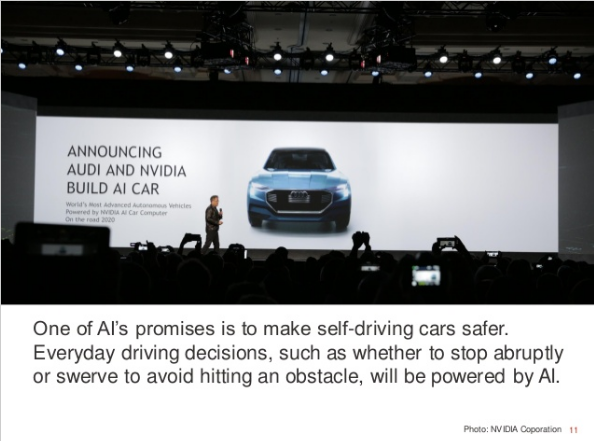 ANNOUNCING
AUDI AND NVIDIA
BUILD AI CAR
World's Most Advanced Autonomous Vehicles
Powered by NVIDIA AI Car Computer
On the road 2020
One of AI's promises is to make self-driving cars safer.
Everyday driving decisions, such as whether to stop abruptly
or swerve to avoid hitting an obstacle, will be powered by AI.
Photo: NVIDIA Coporation 11